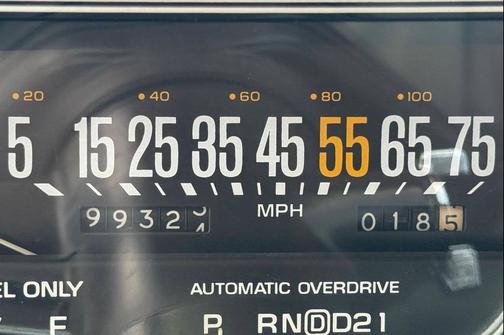 20 40 60 80 100
5 15 25 35 45 55 65 75
MPH
9932 0185
EL ONLY AUTOMATIC OVERDRIVE
F P RNDD21